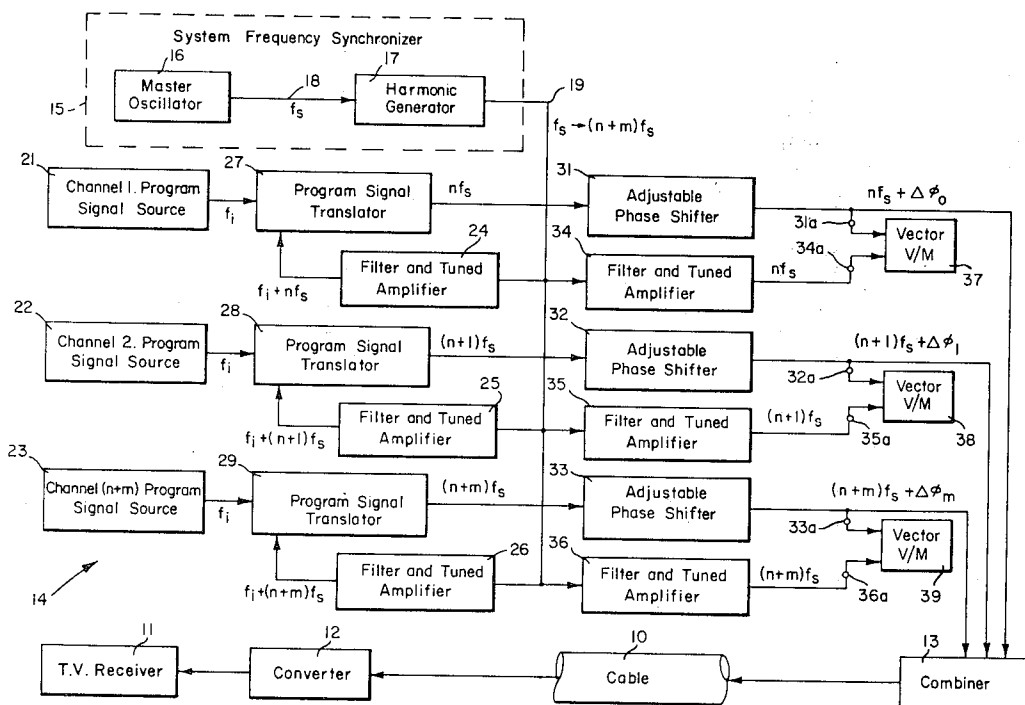 System Frequency Synchronizer
16
17
18
19
15
Master
Oscillator
fs
Harmonic
Generator
fs → (n+m)fs
21
Channel 1. Program
Signal Source
fi
27
Program Signal
Translator
nfs
31
Adjustable
Phase Shifter
nfs + Δφo
31a
Vector
V/M
37
34a
24
Filter and Tuned
Amplifier
fi + nfs
34
Filter and Tuned
Amplifier
nfs
22
Channel 2. Program
Signal Source
fi
28
Program Signal
Translator
(n+1)fs
32
Adjustable
Phase Shifter
(n+1)fs + Δφ1
32a
Vector
V/M
38
35a
25
Filter and Tuned
Amplifier
fi + (n+1)fs
35
Filter and Tuned
Amplifier
(n+1)fs
23
Channel (n+m) Program
Signal Source
fi
29
Program Signal
Translator
(n+m)fs
33
Adjustable
Phase Shifter
(n+m)fs + Δφm
33a
Vector
V/M
39
36a
26
Filter and Tuned
Amplifier
fi+(n+m)fs
36
Filter and Tuned
Amplifier
(n+m)fs
14
11
T.V. Receiver
12
Converter
10
Cable
13
Combiner